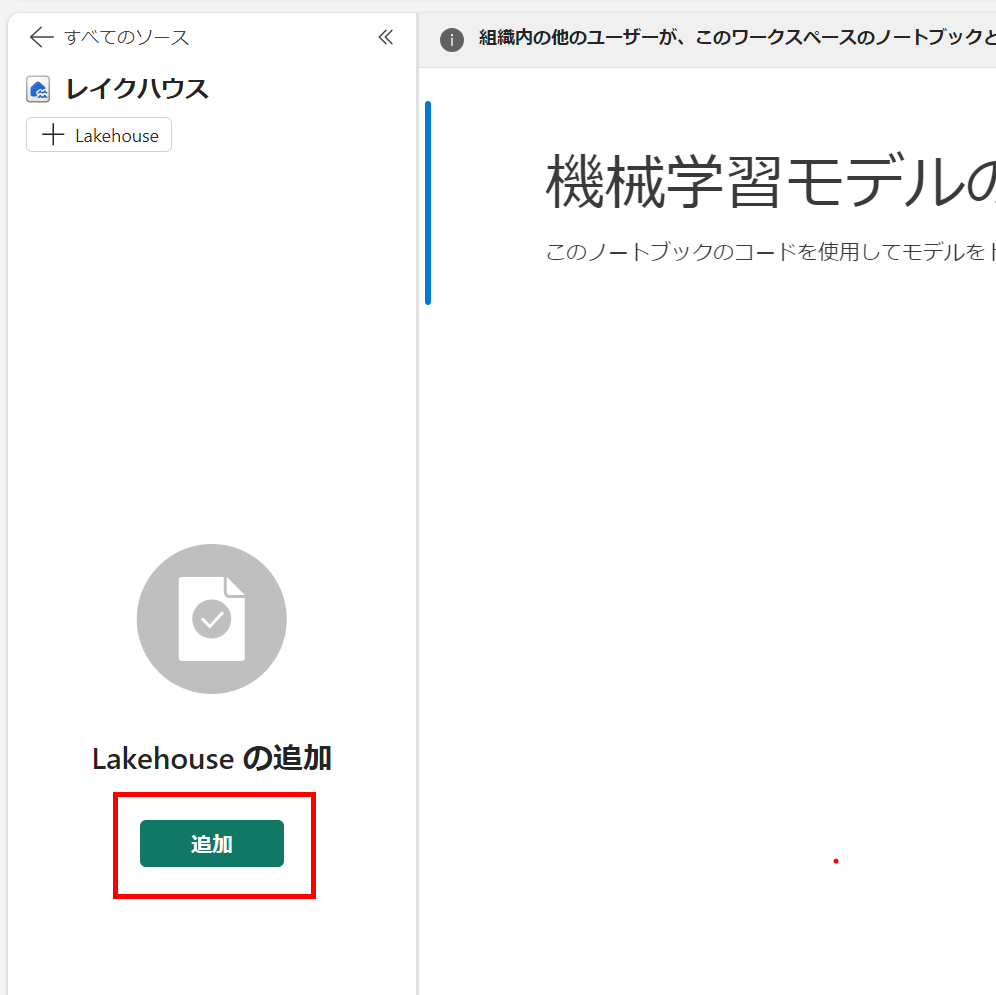 すべてのソース
レイクハウス
Lakehouse
Lakehouse の追加
追加
組織内の他のユーザーが、このワークスペースのノートブックと
機械学習モデルの
このノートブックのコードを使用してモデルを